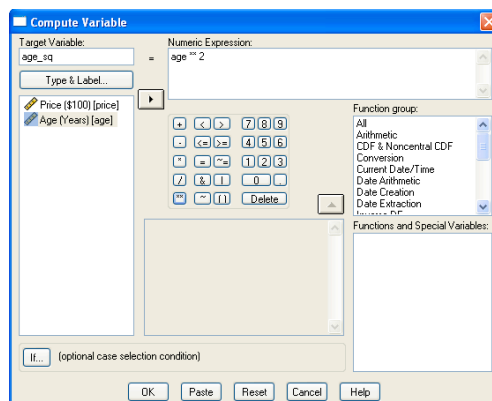 Compute Variable
Target Variable:
age_sq
=
Numeric Expression:
age ** 2
Type & Label...
Price ($100) [price]
Age (Years) [age]
+ < > 7 8 9
- <= >= 4 5 6
* = ~= 1 2 3
/ & | 0 .
** ~ () Delete
Function group:
All
Arithmetic
CDF & Noncentral CDF
Conversion
Current Date/Time
Date Arithmetic
Date Creation
Date Extraction
Inverse DF
Functions and Special Variables:
If... (optional case selection condition)
OK Paste Reset Cancel Help